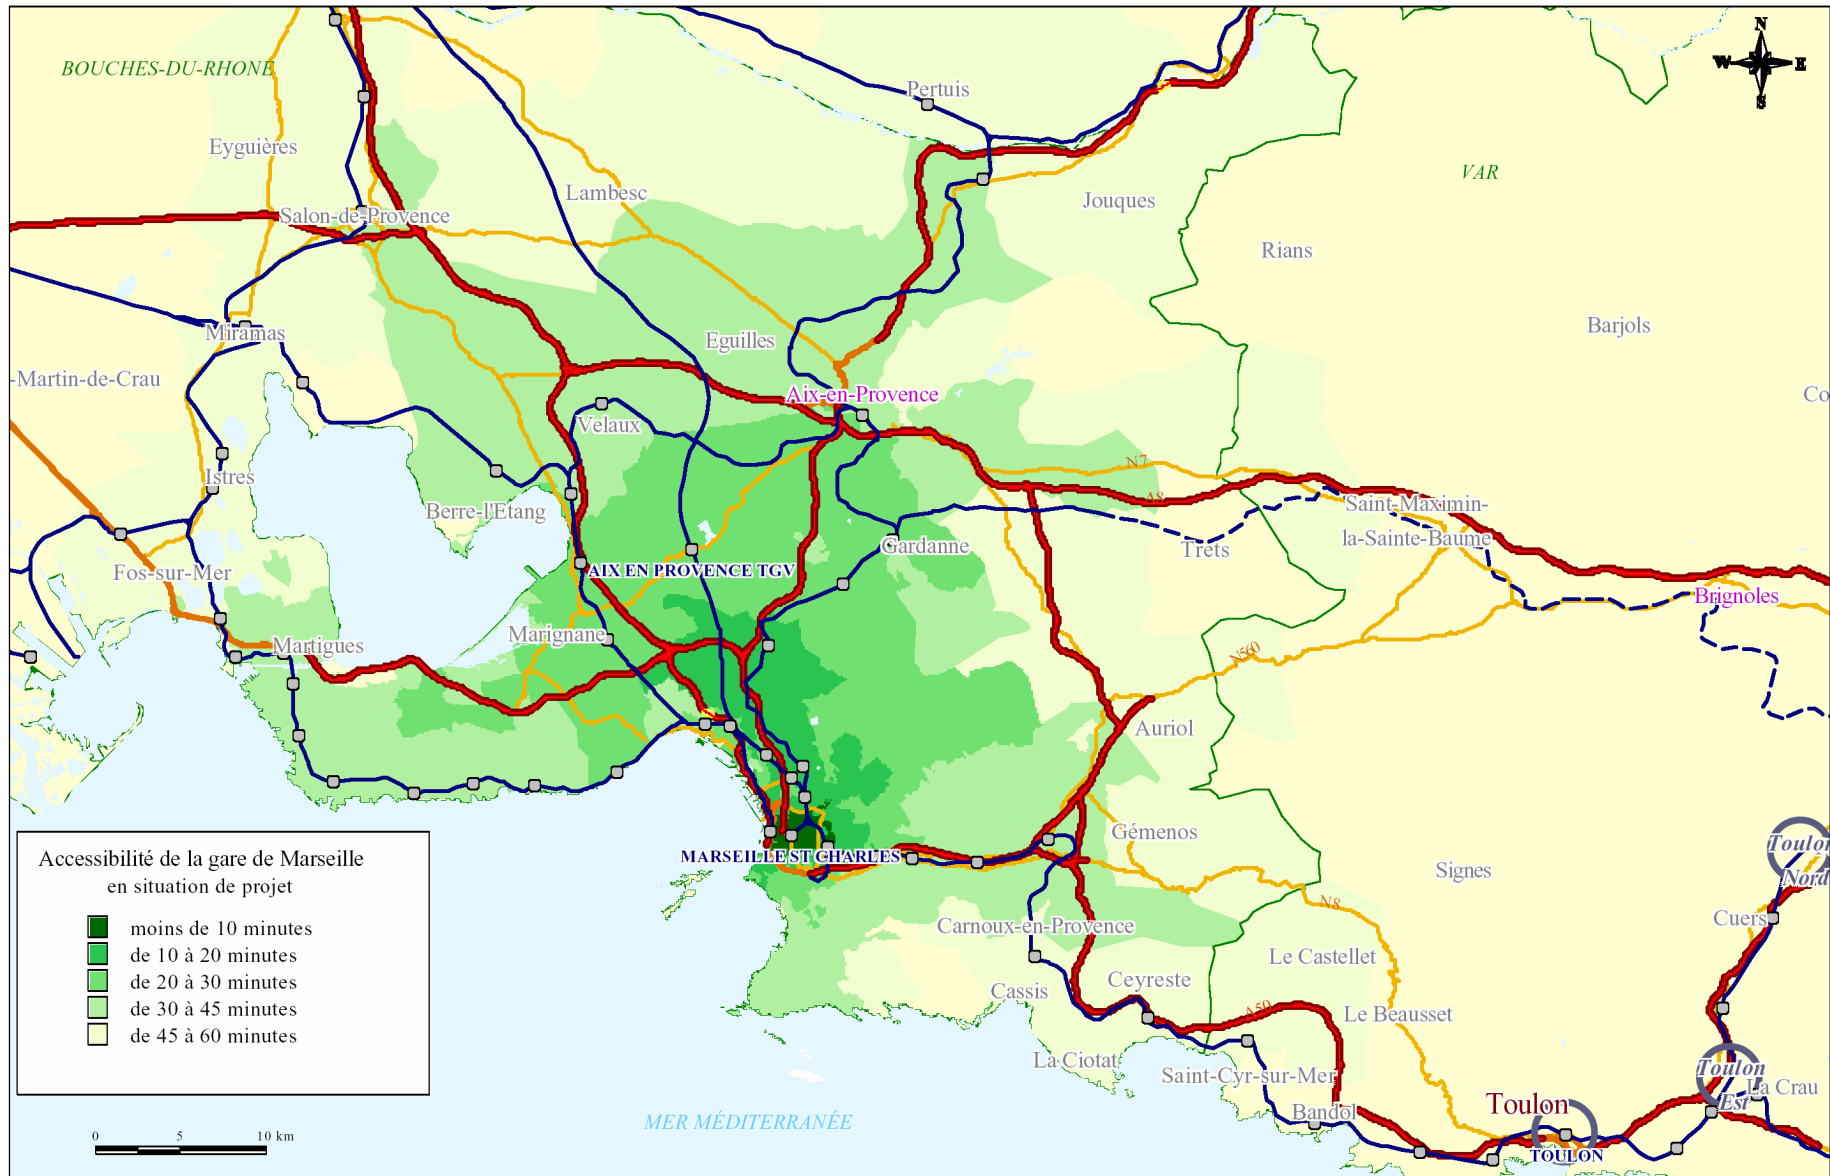 N
W E
S
BOUCHES-DU-RHONE
Pertuis
Eyguières
VAR
Lambesc
Jouques
Salon-de-Provence
Rians
Miramas
Eguilles
Barjols
-Martin-de-Crau
Aix-en-Provence
Co
Velaux
N7
Istres
A8
Saint-Maximin-
la-Sainte-Baume
Berre-l'Etang
Gardanne
Trets
Fos-sur-Mer
AIX EN PROVENCE TGV
Brignoles
Marignane
Martigues
N560
Auriol
Gémenos
Toulon
Nord
MARSEILLE ST CHARLES
Signes
N8
Cuers
Carnoux-en-Provence
Le Castellet
Ceyreste
Cassis
A50
Le Beausset
La Ciotat
Saint-Cyr-sur-Mer
Toulon
Est
La Crau
Bandol
Toulon
TOULON
MER MÉDITERRANÉE
Accessibilité de la gare de Marseille
en situation de projet
moins de 10 minutes
de 10 à 20 minutes
de 20 à 30 minutes
de 30 à 45 minutes
de 45 à 60 minutes
0 5 10 km